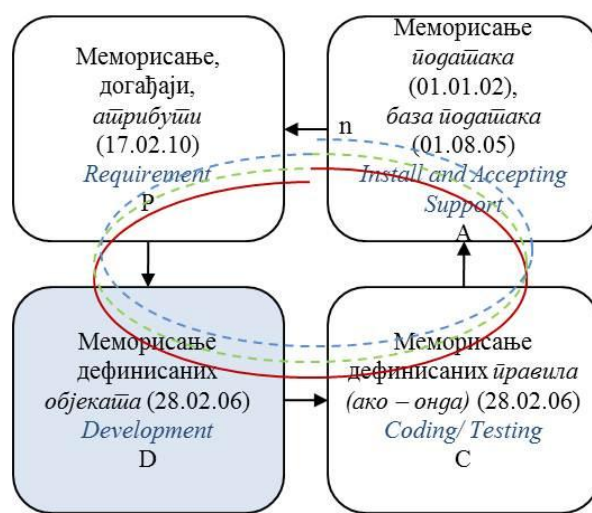 Меморисање,
догађаји,
атрибути
(17.02.10)
Requirement
P
Меморисање
података
(01.01.02),
база података
(01.08.05)
Install and Accepting
Support
A
n
Меморисање
дефинисаних
објеката (28.02.06)
Development
D
Меморисање
дефинисаних правила
(ако – онда) (28.02.06)
Coding/ Testing
C